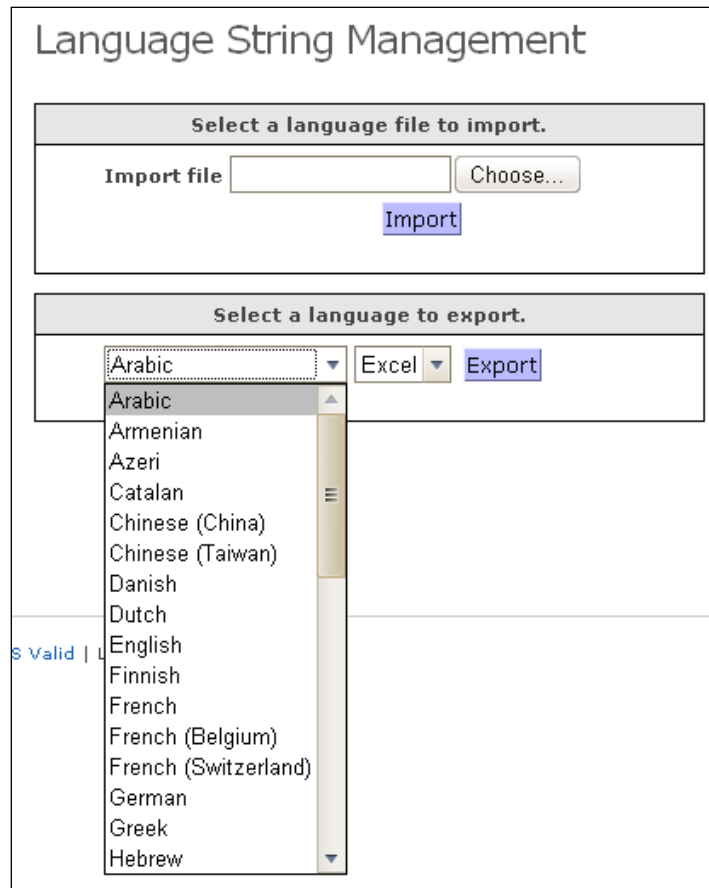 Language String Management
Select a language file to import.
Import file Choose...
Import
Select a language to export.
Arabic Excel Export
Arabic
Armenian
Azeri
Catalan
Chinese (China)
Chinese (Taiwan)
Danish
Dutch
English
S Valid | L
Finnish
French
French (Belgium)
French (Switzerland)
German
Greek
Hebrew